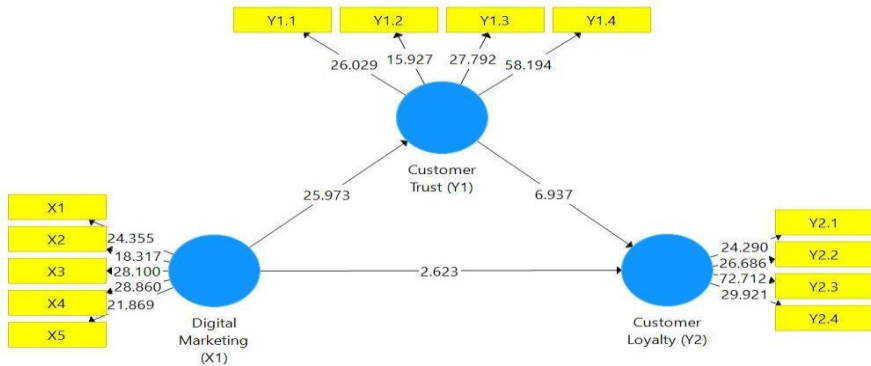 Y1.1 Y1.2 Y1.3 Y1.4
26.029 15.927 27.792 58.194
Customer
Trust (Y1)
25.973 6.937
X1
X2
X3
X4
X5
24.355
18.317
28.100
28.860
21.869
2.623
Digital
Marketing
(X1)
Customer
Loyalty (Y2)
24.290
26.686
72.712
29.921
Y2.1
Y2.2
Y2.3
Y2.4